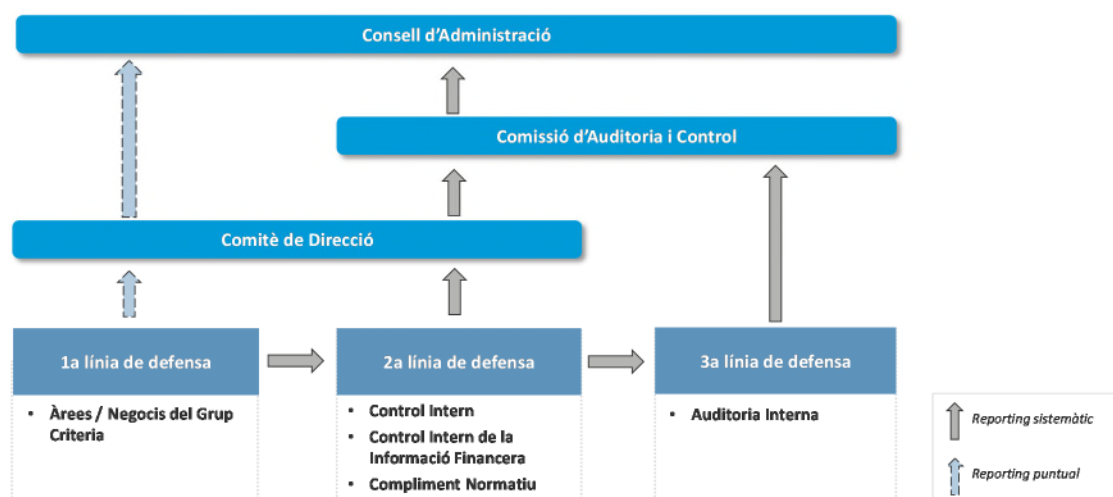 Consell d'Administració
Comissió d'Auditoria i Control
Comitè de Direcció
1a línia de defensa
2a línia de defensa
3a línia de defensa
• Àrees / Negocis del Grup
Criteria
• Control Intern
• Control Intern de la
Informació Financera
• Compliment Normatiu
• Auditoria Interna
Reporting sistemàtic
Reporting puntual